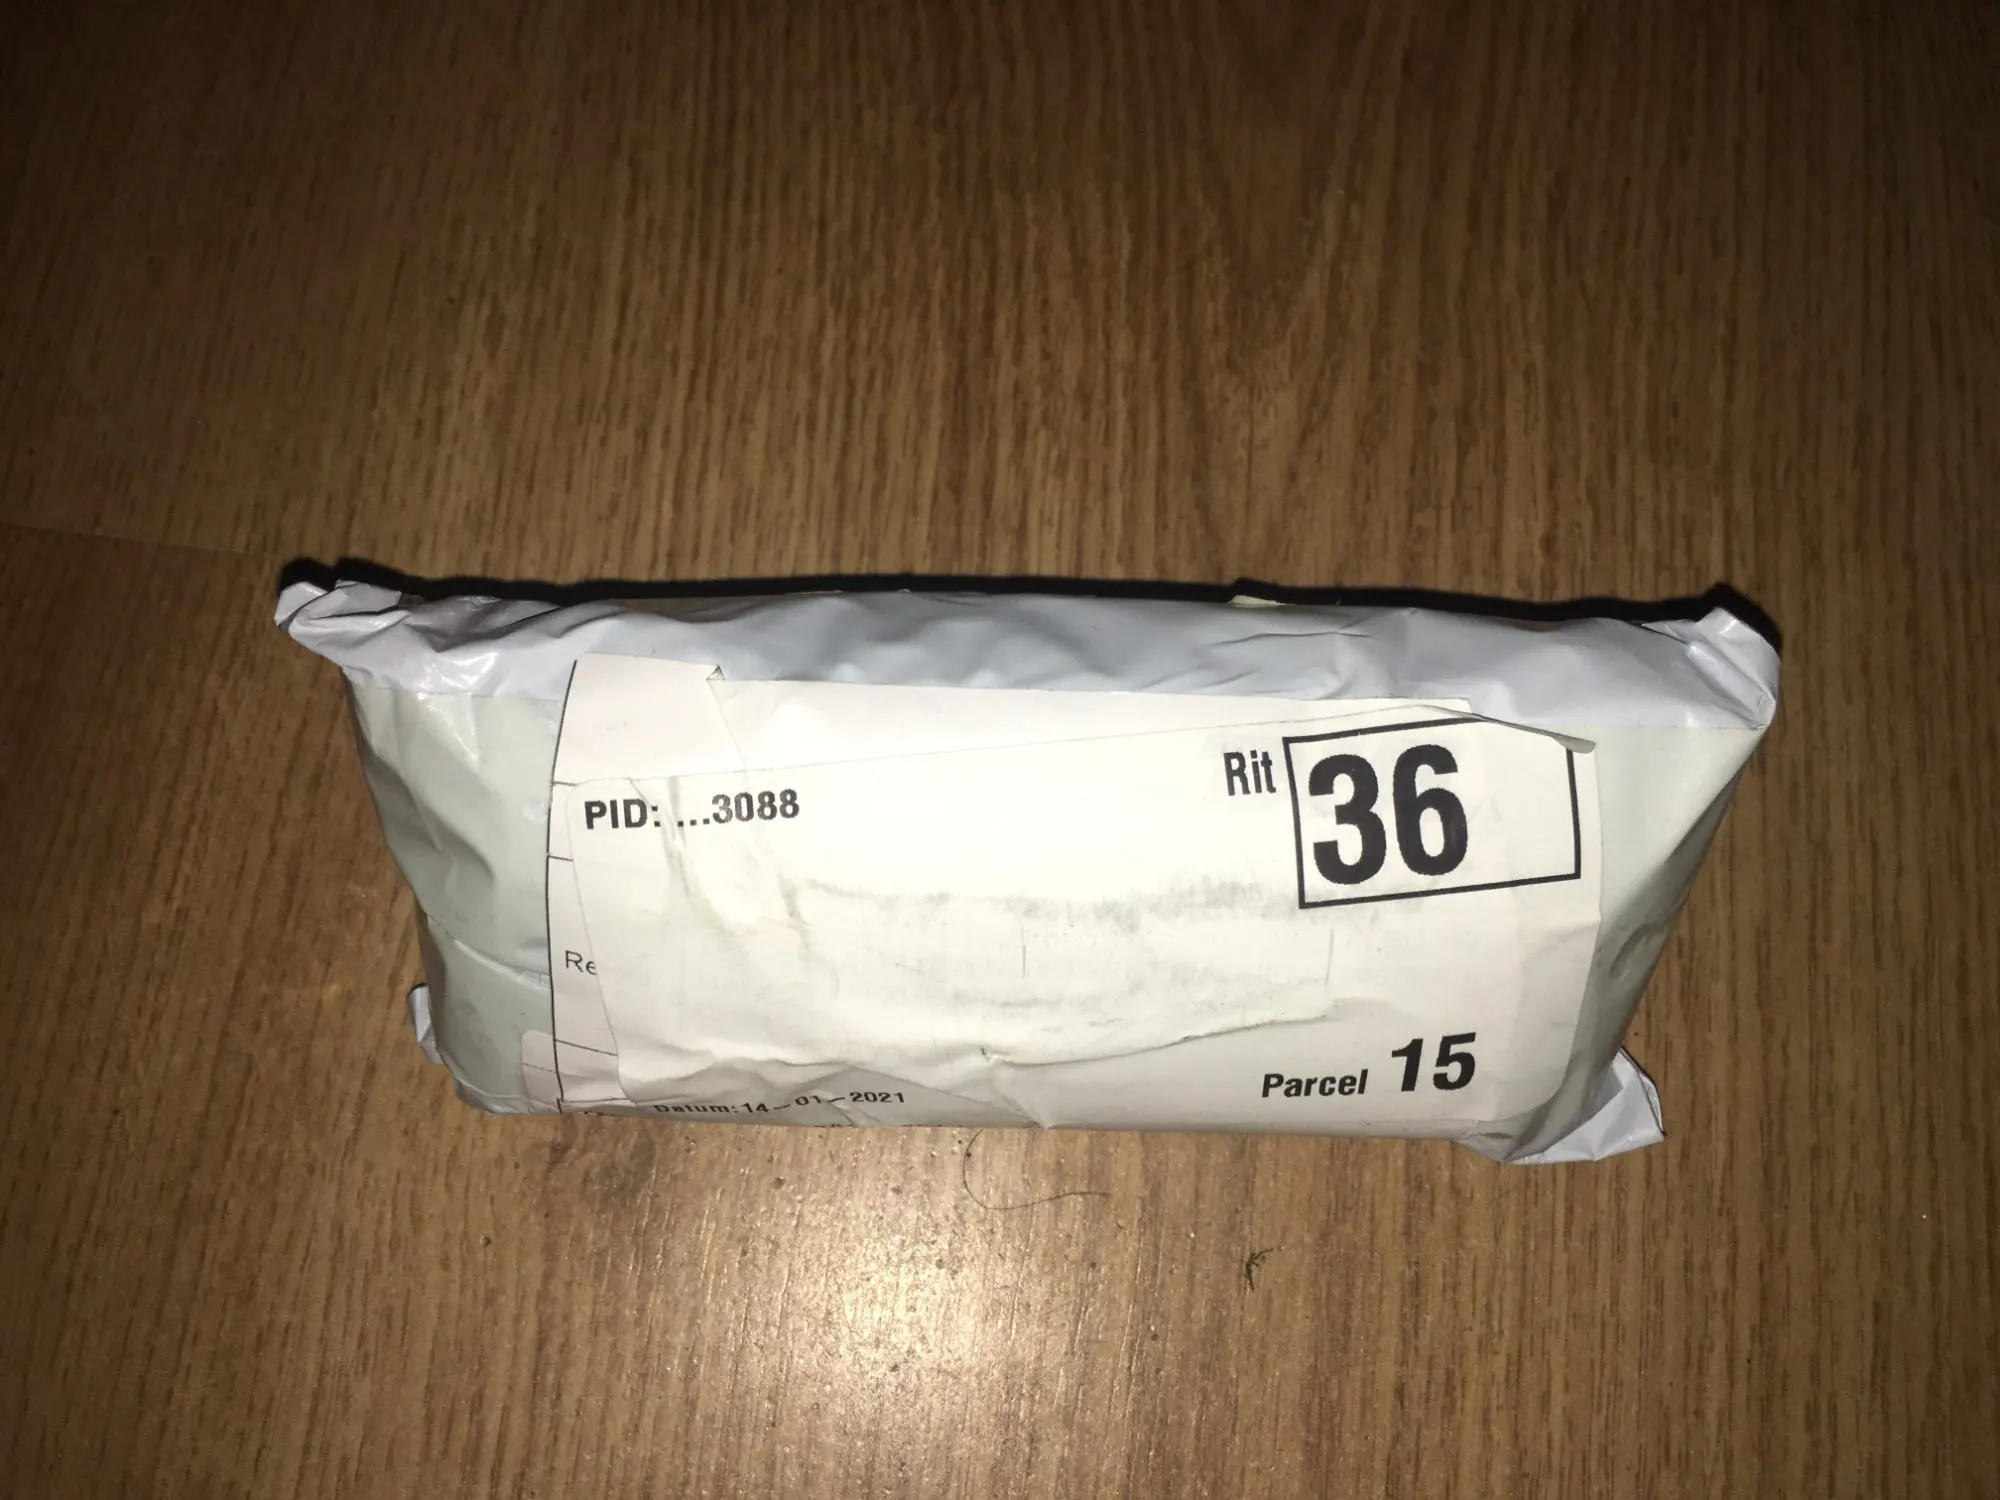 PID: ...3088
Rit 36
Re
Parcel 15
Datum:14-01-2021